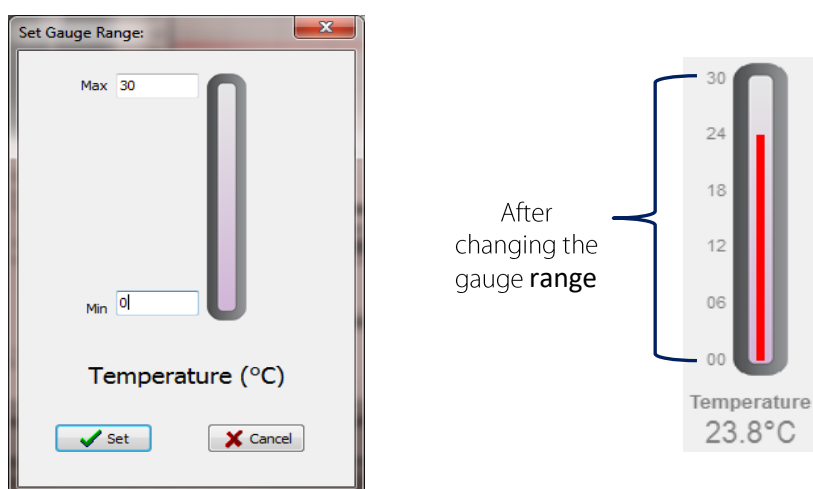 Set Gauge Range:
Max 30
Min 0
Temperature (°C)
Set
Cancel
After
changing the
gauge range
30
24
18
12
06
00
Temperature
23.8°C